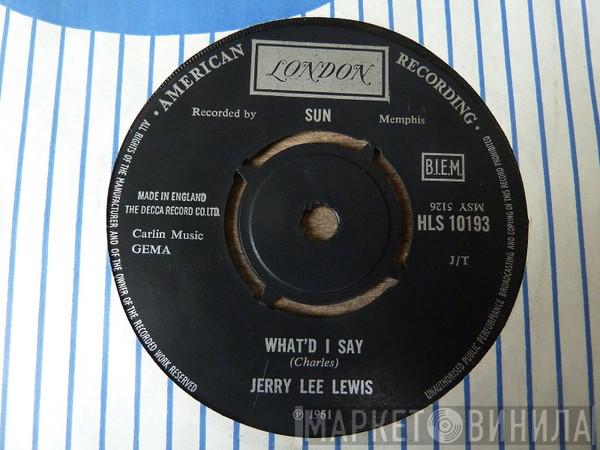 · AMERICAN RECORDING ·
LONDON
Recorded by SUN Memphis
ALL RIGHTS OF THE MANUFACTURER AND OF THE OWNER OF THE RECORDED WORK RESERVED
UNAUTHORISED PUBLIC PERFORMANCE BROADCASTING AND COPYING OF THIS RECORD PROHIBITED
B.I.E.M.
MSY 5126
HLS 10193
J/T
MADE IN ENGLAND
THE DECCA RECORD CO. LTD.
Carlin Music
GEMA
WHAT'D I SAY
(Charles)
JERRY LEE LEWIS
℗ 1961
МАРКЕТ ВИНИЛА